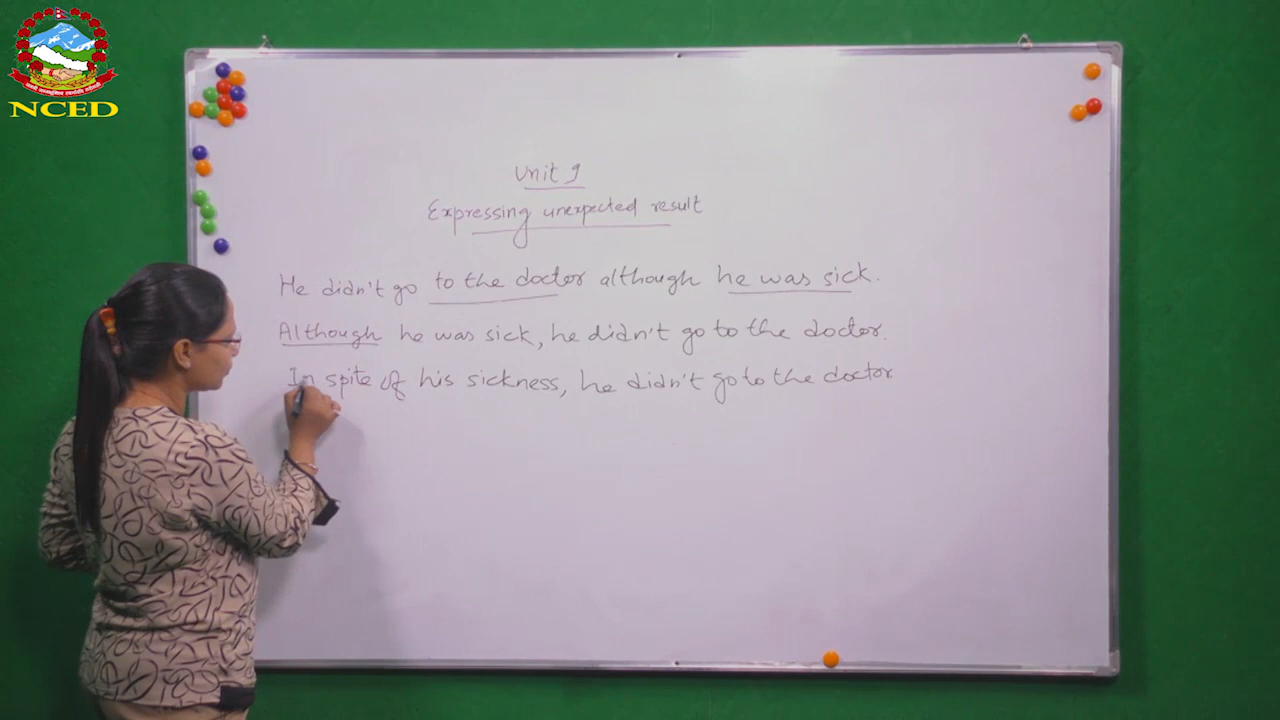 NCED
Unit 9
Expressing unexpected result
He didn't go to the doctor although he was sick.
Although he was sick, he didn't go to the doctor.
In spite of his sickness, he didn't go to the doctor